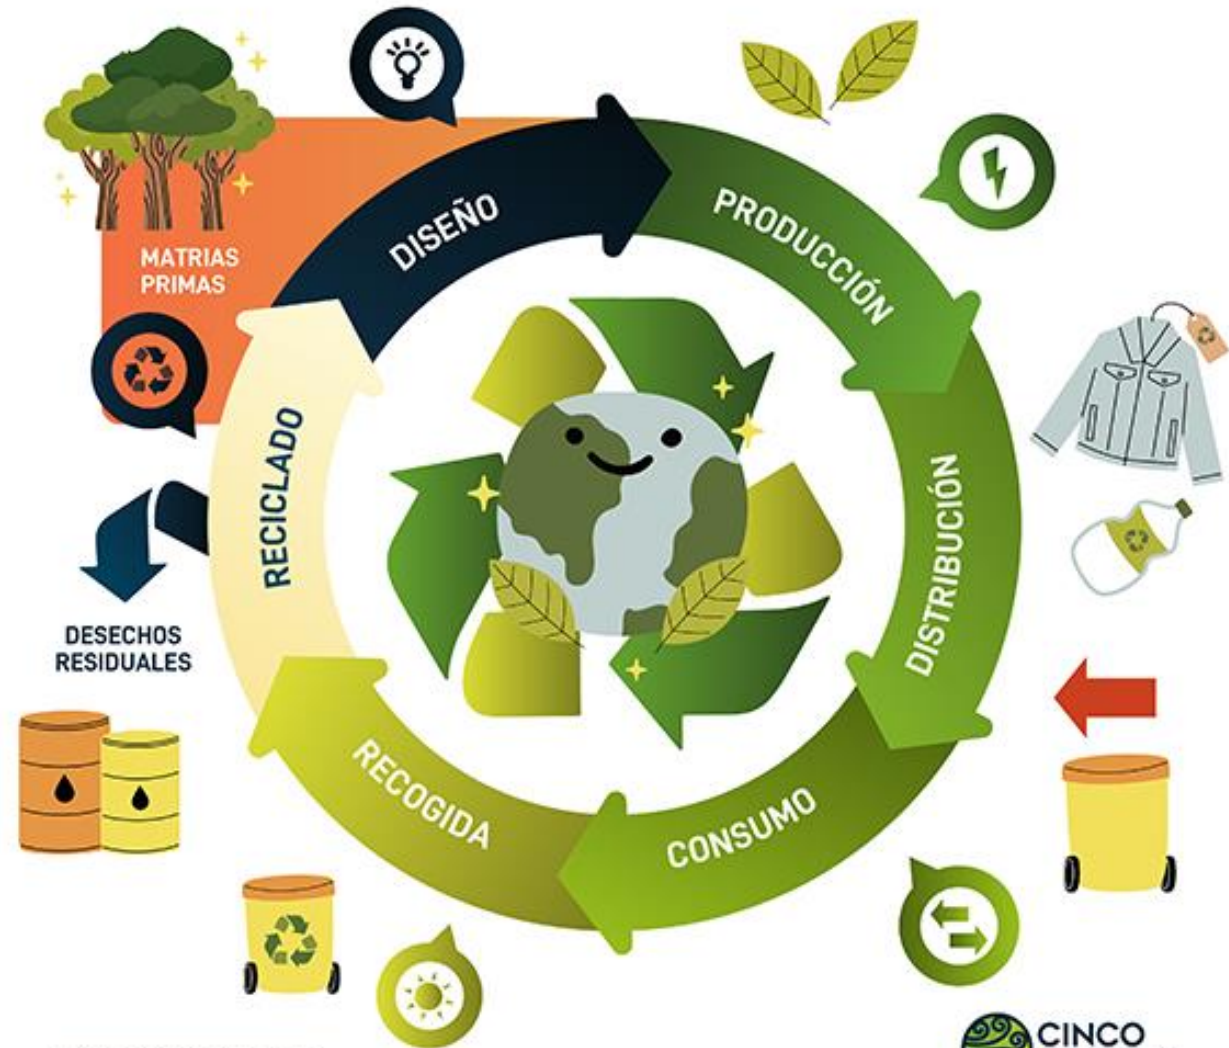 DISEÑO
PRODUCCIÓN
MATRIAS
PRIMAS
RECICLADO
DISTRIBUCIÓN
DESECHOS
RESIDUALES
RECOGIDA
CONSUMO
CINCO